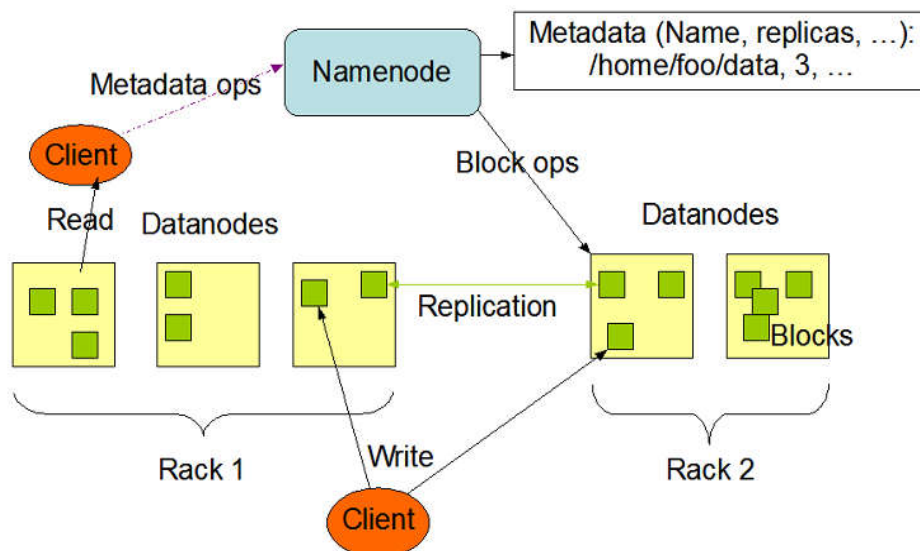 Metadata (Name, replicas, …):
/home/foo/data, 3, …
Namenode
Metadata ops
Client
Block ops
Read
Datanodes
Datanodes
Replication
Blocks
Rack 1
Write
Rack 2
Client